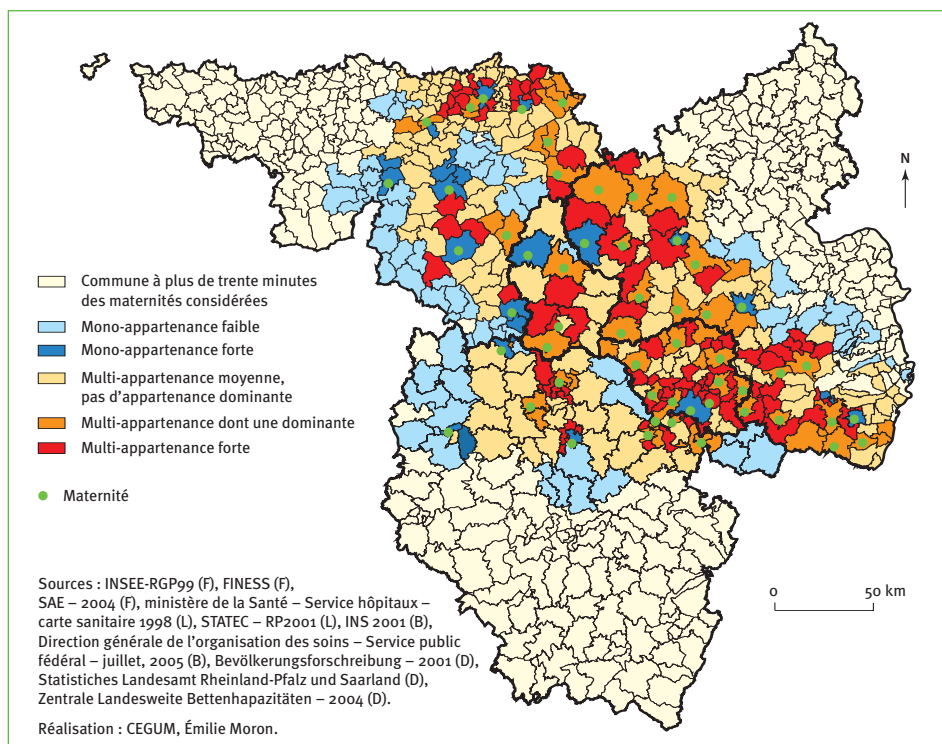 N
Commune à plus de trente minutes
des maternités considérées
Mono-appartenance faible
Mono-appartenance forte
Multi-appartenance moyenne,
pas d'appartenance dominante
Multi-appartenance dont une dominante
Multi-appartenance forte
Maternité
Sources : INSEE-RGP99 (F), FINESS (F),
SAE – 2004 (F), ministère de la Santé – Service hôpitaux –
carte sanitaire 1998 (L), STATEC – RP2001 (L), INS 2001 (B),
Direction générale de l'organisation des soins – Service public
fédéral – juillet, 2005 (B), Bevölkerungsforschreibung – 2001 (D),
Statistiches Landesamt Rheinland-Pfalz und Saarland (D),
Zentrale Landesweite Bettenhapazitäten – 2004 (D).
0 50 km
Réalisation : CEGUM, Émilie Moron.